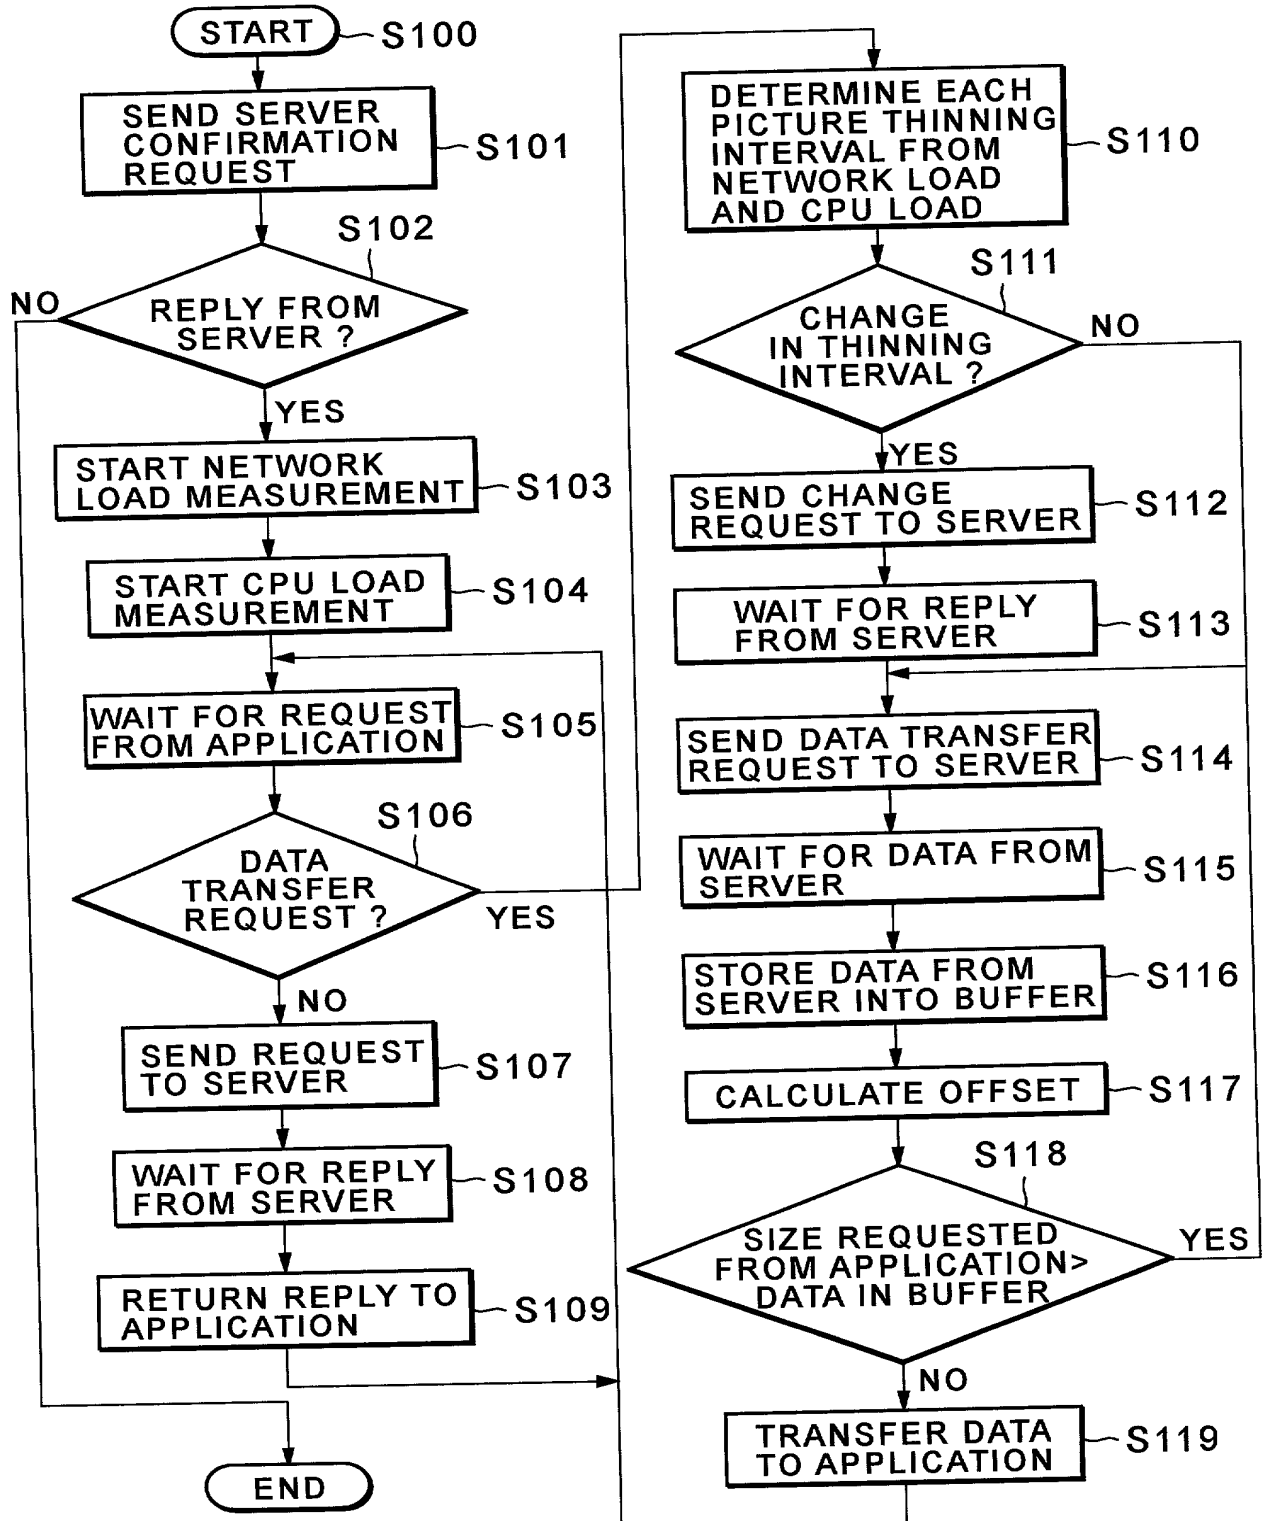 START
S100
SEND SERVER
CONFIRMATION
REQUEST
S101
S102
NO
REPLY FROM
SERVER ?
YES
START NETWORK
LOAD MEASUREMENT
S103
START CPU LOAD
MEASUREMENT
S104
WAIT FOR REQUEST
FROM APPLICATION
S105
S106
DATA
TRANSFER
REQUEST ?
YES
NO
SEND REQUEST
TO SERVER
S107
WAIT FOR REPLY
FROM SERVER
S108
RETURN REPLY TO
APPLICATION
S109
END
DETERMINE EACH
PICTURE THINNING
INTERVAL FROM
NETWORK LOAD
AND CPU LOAD
S110
S111
CHANGE
IN THINNING
INTERVAL ?
NO
YES
SEND CHANGE
REQUEST TO SERVER
S112
WAIT FOR REPLY
FROM SERVER
S113
SEND DATA TRANSFER
REQUEST TO SERVER
S114
WAIT FOR DATA FROM
SERVER
S115
STORE DATA FROM
SERVER INTO BUFFER
S116
CALCULATE OFFSET
S117
S118
SIZE REQUESTED
FROM APPLICATION>
DATA IN BUFFER
YES
NO
TRANSFER DATA
TO APPLICATION
S119